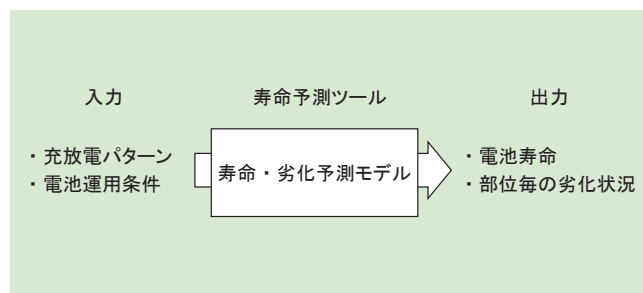 入力
・充放電パターン
・電池運用条件
寿命予測ツール
寿命・劣化予測モデル
出力
・電池寿命
・部位毎の劣化状況